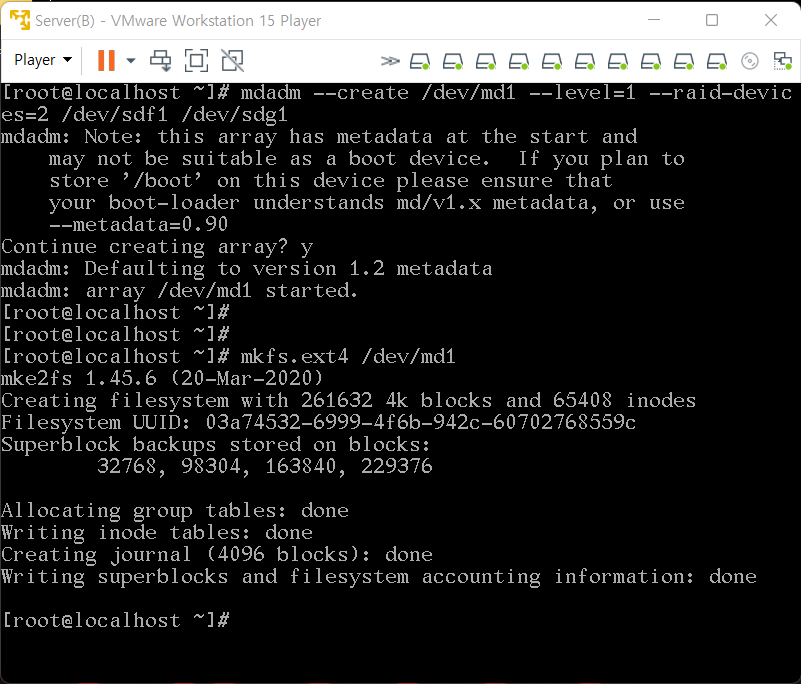 Server(B) - VMware Workstation 15 Player
Player
[root@localhost ~]# mdadm --create /dev/md1 --level=1 --raid-devic
es=2 /dev/sdf1 /dev/sdg1
mdadm: Note: this array has metadata at the start and
    may not be suitable as a boot device.  If you plan to
    store ’/boot’ on this device please ensure that
    your boot-loader understands md/v1.x metadata, or use
    --metadata=0.90
Continue creating array? y
mdadm: Defaulting to version 1.2 metadata
mdadm: array /dev/md1 started.
[root@localhost ~]#
[root@localhost ~]#
[root@localhost ~]# mkfs.ext4 /dev/md1
mke2fs 1.45.6 (20-Mar-2020)
Creating filesystem with 261632 4k blocks and 65408 inodes
Filesystem UUID: 03a74532-6999-4f6b-942c-60702768559c
Superblock backups stored on blocks:
        32768, 98304, 163840, 229376

Allocating group tables: done
Writing inode tables: done
Creating journal (4096 blocks): done
Writing superblocks and filesystem accounting information: done

[root@localhost ~]#